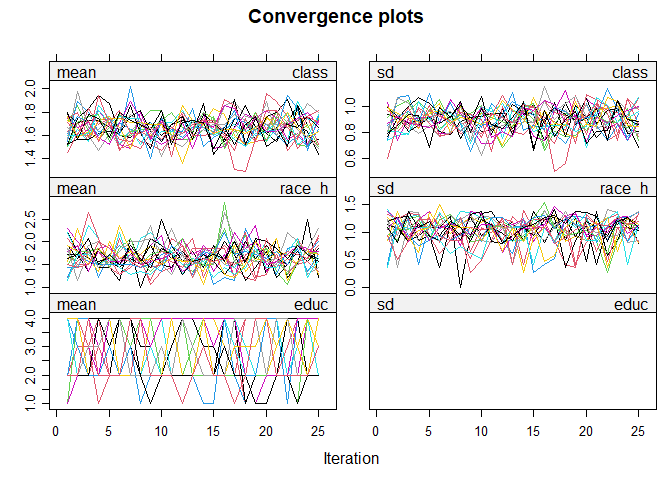 Convergence plots
mean class
sd class
1.4 1.6 1.8 2.0
0.6 0.8 1.0
mean race_h
sd race_h
1.0 1.5 2.0 2.5
0.0 0.5 1.0 1.5
mean educ
sd educ
1.0 2.0 3.0 4.0
0 5 10 15 20 25
0 5 10 15 20 25
Iteration